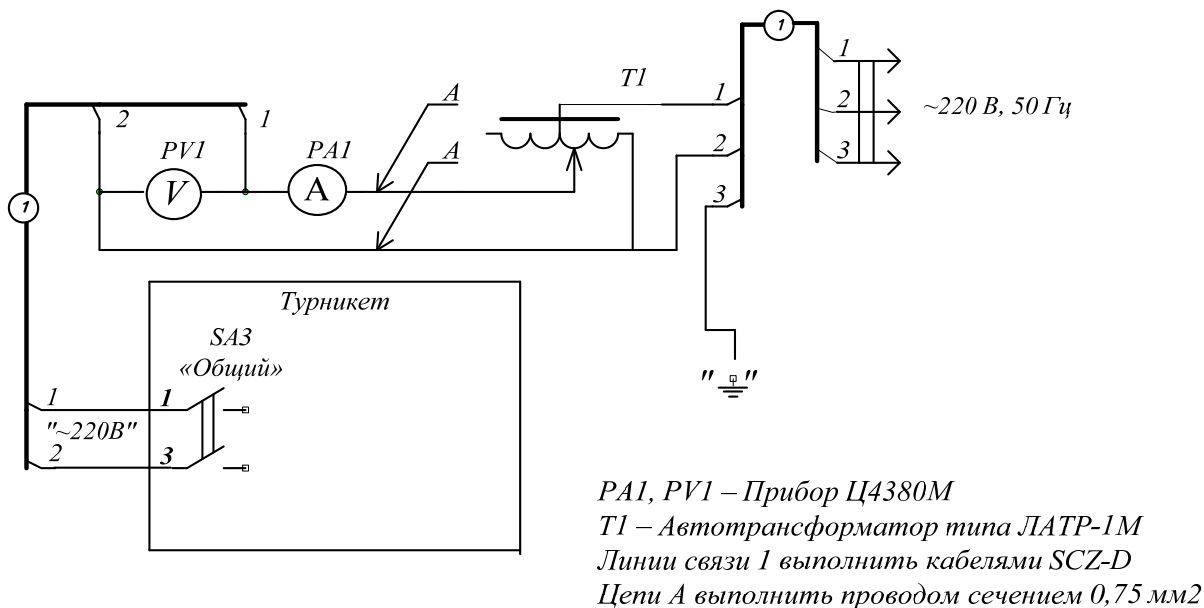 1
1
T1
A
1
2
~220 В, 50 Гц
2
1
1
PV1
PA1
A
2
3
V
A
3
1
Турникет
SA3
«Общий»
" "
1
1
"~220В"
2
3
PA1, PV1 – Прибор Ц4380М
T1 – Автотрансформатор типа ЛАТР-1М
Линии связи 1 выполнить кабелями SCZ-D
Цепи А выполнить проводом сечением 0,75 мм2